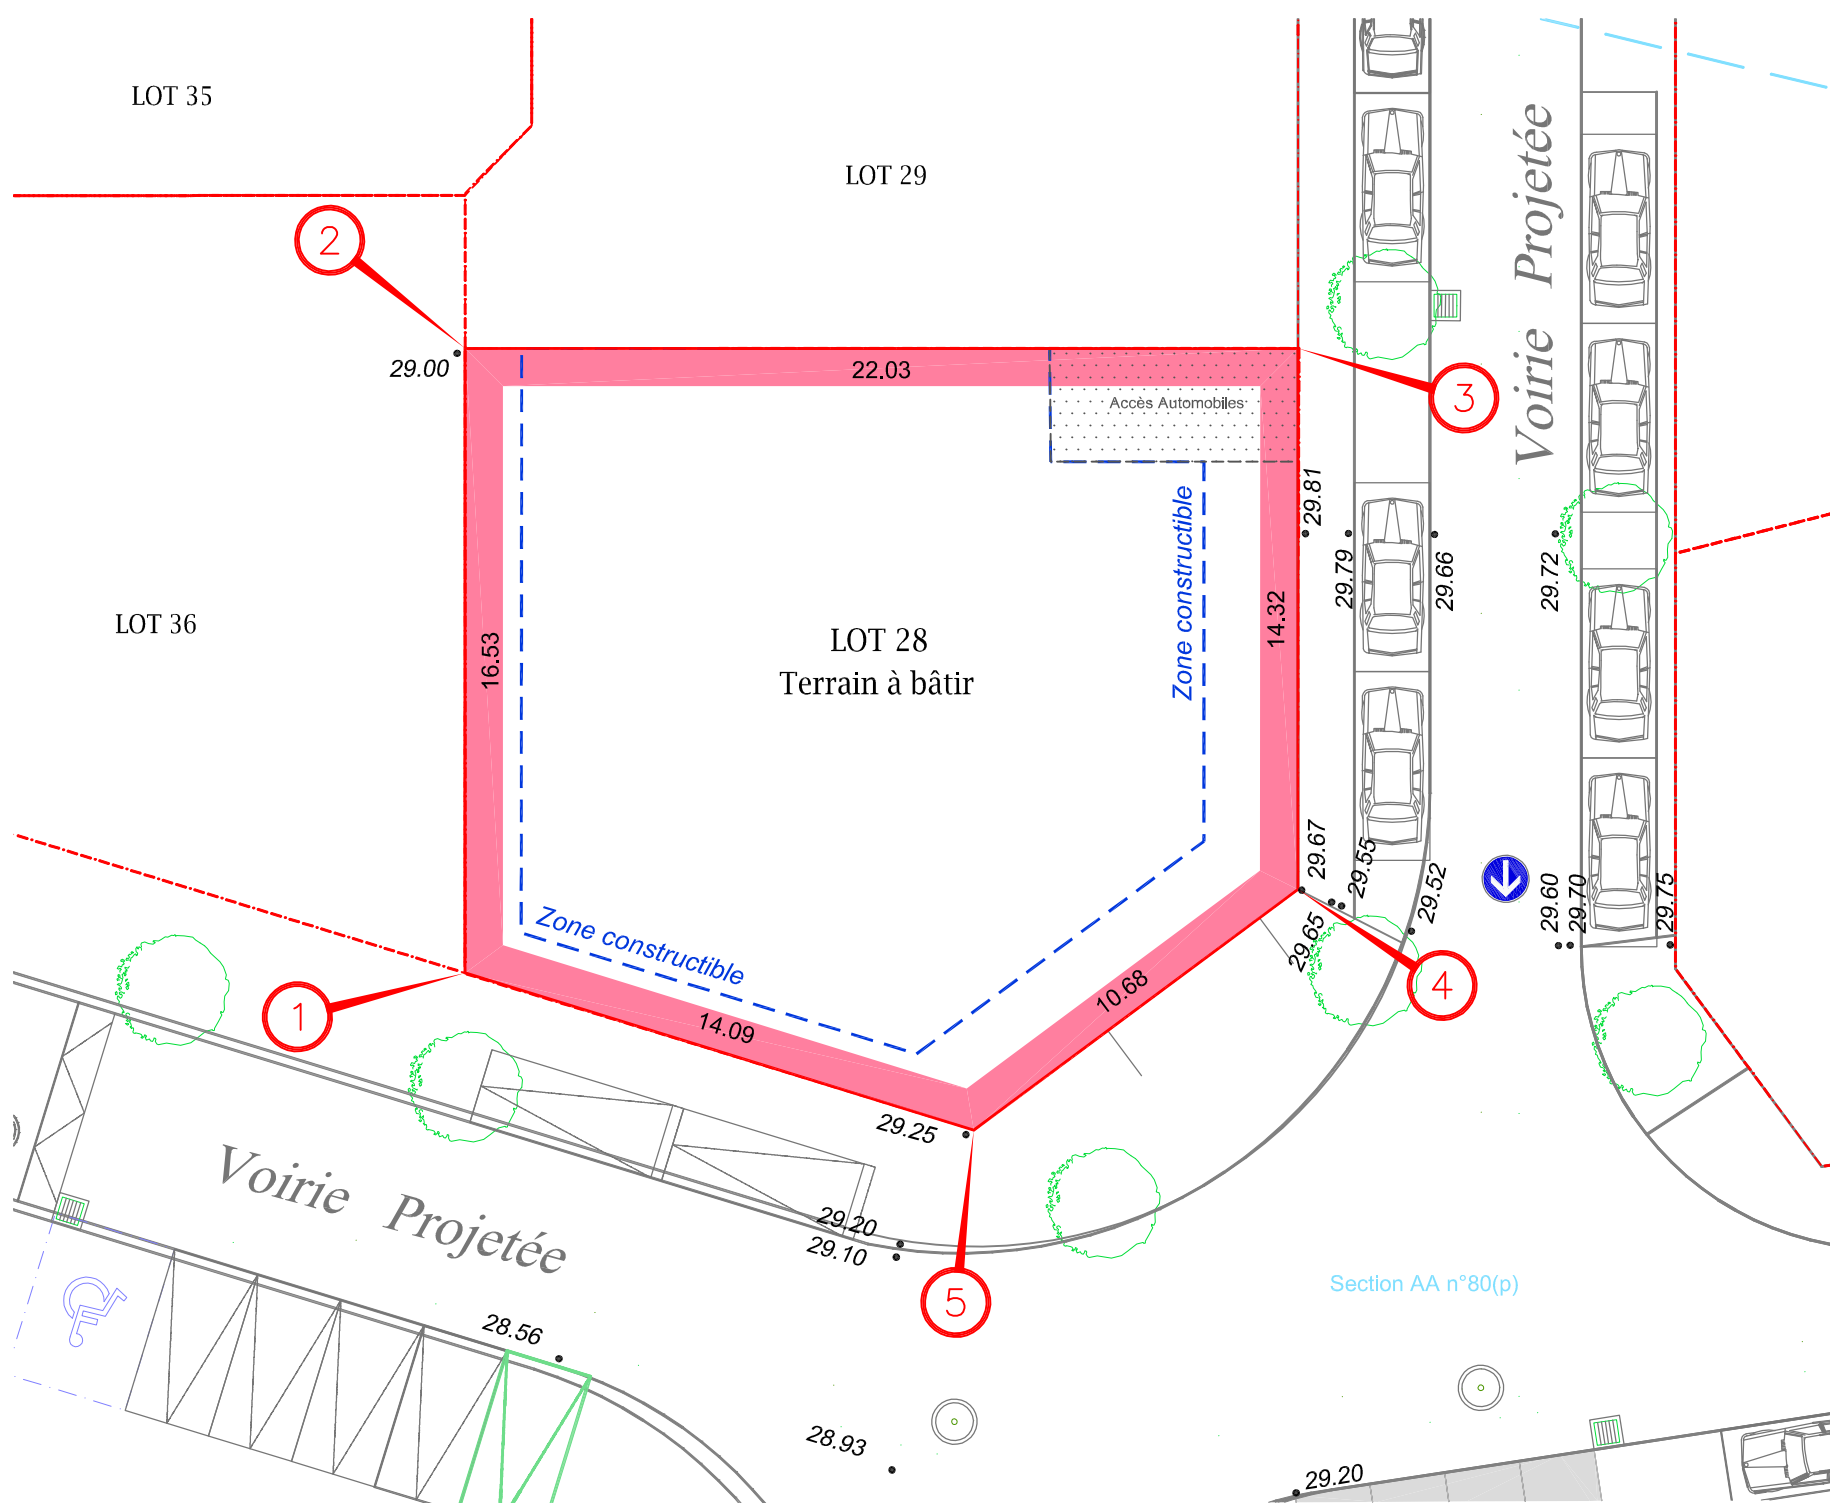 LOT 35
LOT 29
Voirie Projetée
2
29.00
22.03
3
Accès Automobiles
29.81
Zone constructible
29.79
29.66
29.72
14.32
LOT 36
16.53
LOT 28
Terrain à bâtir
29.67
29.55
29.52
29.60
29.70
29.75
29.65
Zone constructible
1
14.09
10.68
4
29.25
Voirie Projetée
29.20
29.10
5
Section AA n°80(p)
28.56
28.93
29.20